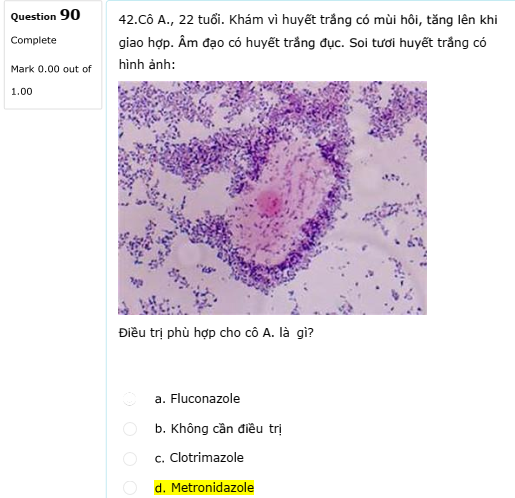 Question 90
Complete
Mark 0.00 out of
1.00
42.Cô A., 22 tuổi. Khám vì huyết trắng có mùi hôi, tăng lên khi
giao hợp. Âm đạo có huyết trắng đục. Soi tươi huyết trắng có
hình ảnh:
Điều trị phù hợp cho cô A. là gì?
a. Fluconazole
b. Không cần điều trị
c. Clotrimazole
d. Metronidazole